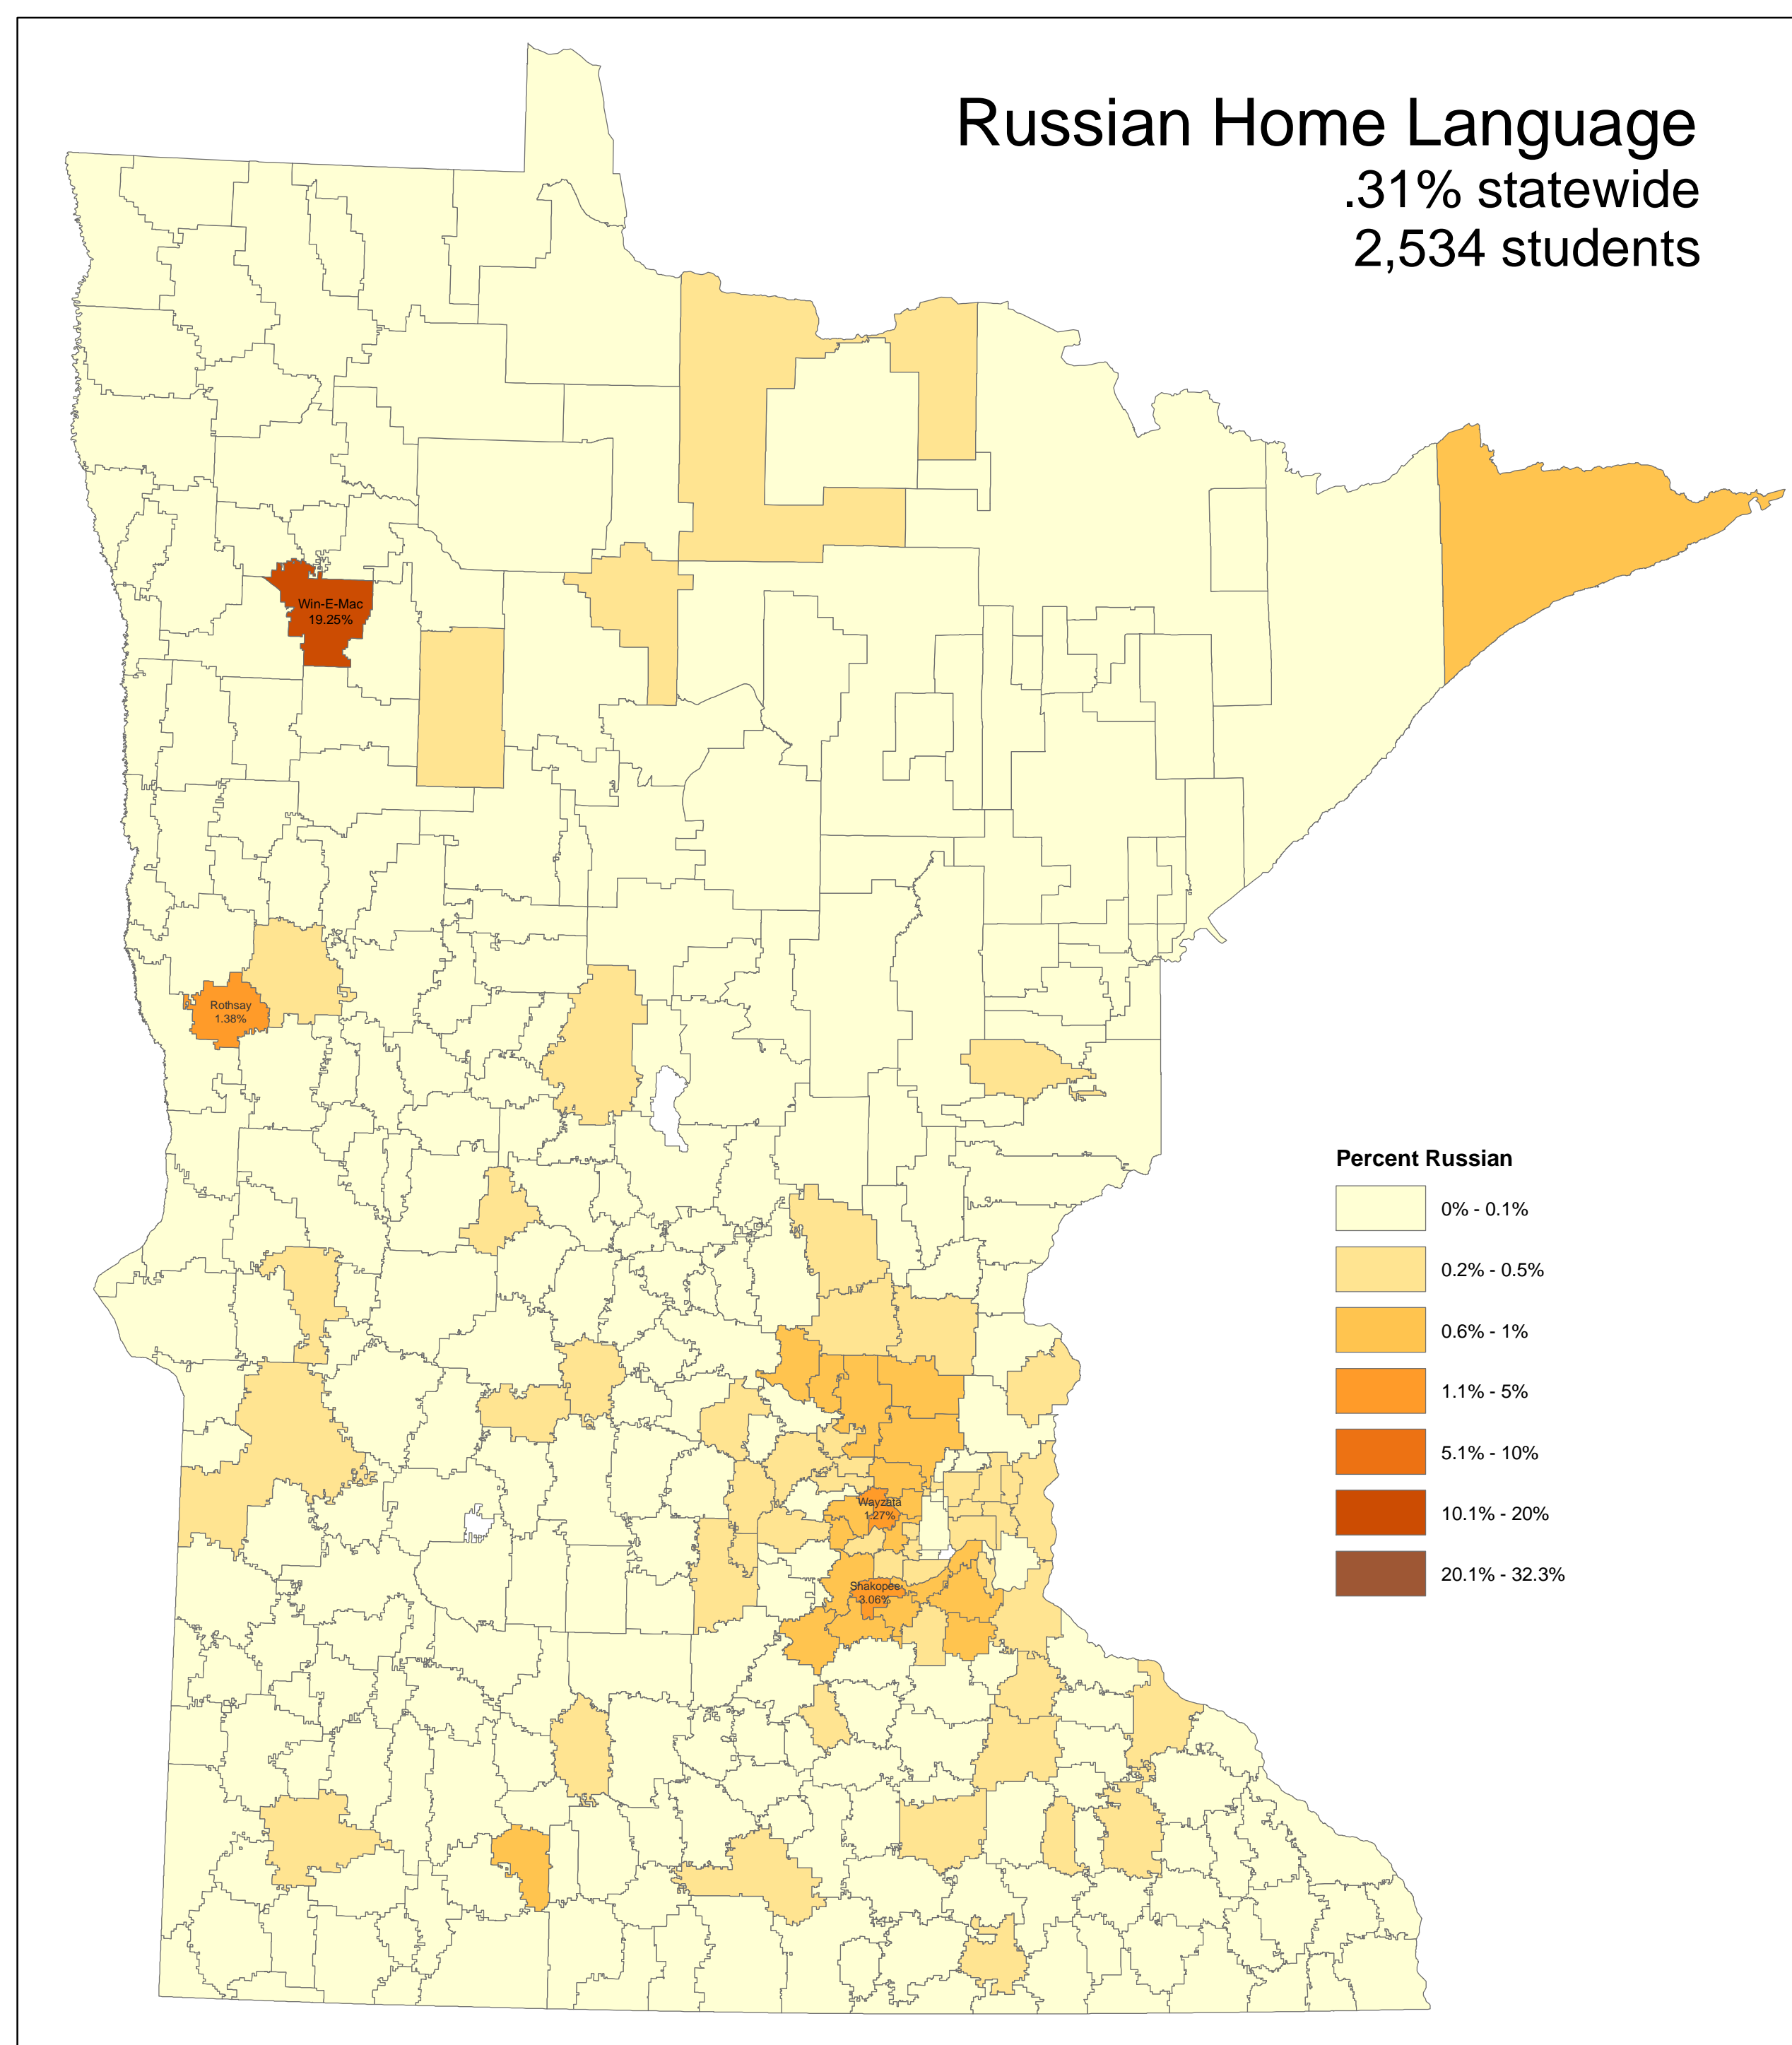 Russian Home Language
.31% statewide
2,534 students
Win-E-Mac
19.25%
Rothsay
1.38%
Percent Russian
0% - 0.1%
0.2% - 0.5%
0.6% - 1%
1.1% - 5%
5.1% - 10%
10.1% - 20%
20.1% - 32.3%
Wayzata
1.27%
Shakopee
3.06%